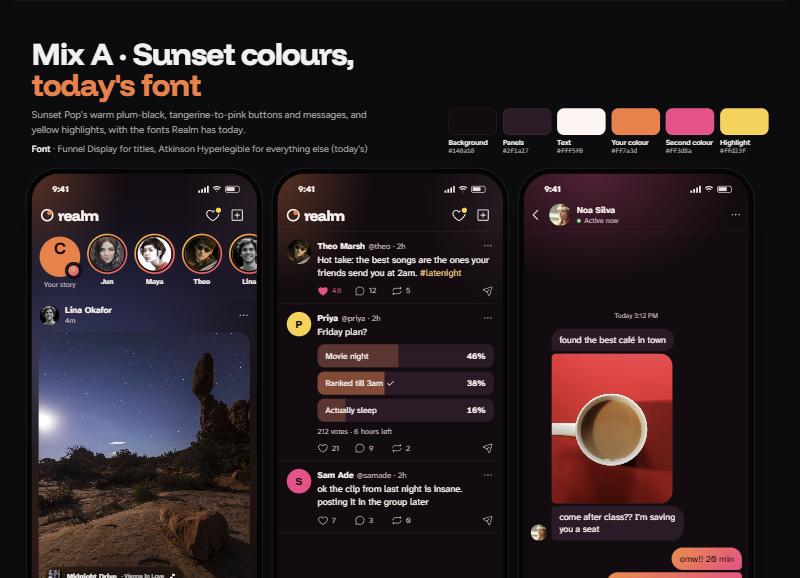 Mix A · Sunset colours,
today's font
Sunset Pop's warm plum-black, tangerine-to-pink buttons and messages, and
yellow highlights, with the fonts Realm has today.
Font · Funnel Display for titles, Atkinson Hyperlegible for everything else (today's)
Background
#140a10
Panels
#2f1a27
Text
#fff5f0
Your colour
#ff7a3d
Second colour
#ff3d8a
Highlight
#ffd23f
9:41
realm
C
Your story
Jun
Maya
Theo
Lina
Lina Okafor
4m
Midnight Drive · Vienna In Love
9:41
realm
Theo Marsh @theo · 2h
Hot take: the best songs are the ones your
friends send you at 2am. #latenight
48 12 5
P
Priya @priya · 2h
Friday plan?
Movie night 46%
Ranked till 3am 38%
Actually sleep 16%
212 votes · 6 hours left
21 9 2
S
Sam Ade @samade · 2h
ok the clip from last night is insane.
posting it in the group later
7 3 0
9:41
Noa Silva
Active now
Today 3:12 PM
found the best café in town
come after class?? I'm saving
you a seat
omw!! 20 min